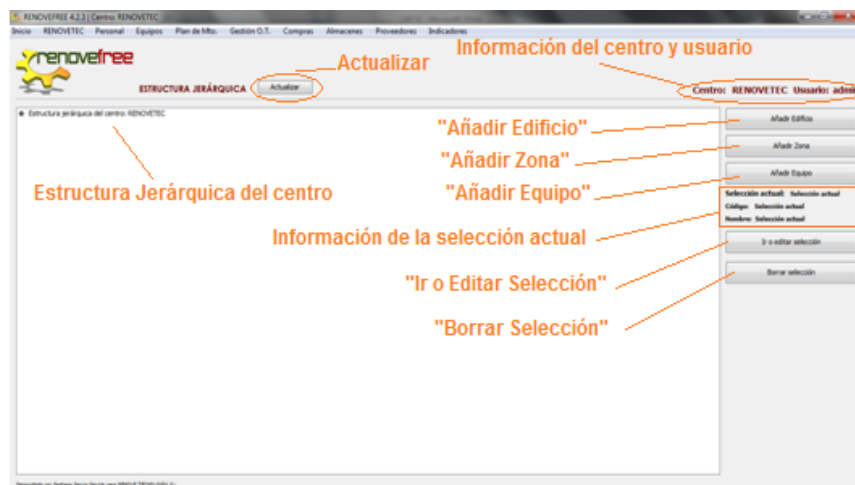 RENOVEFREE 4.2.3 | Centro: RENOVETEC
Inicio RENOVETEC Personal Equipos Plan de Mto. Gestión O.T. Compras Almacenes Proveedores Indicadores
renovefree
Actualizar
Información del centro y usuario
ESTRUCTURA JERÁRQUICA
Actualizar
Centro: RENOVETEC Usuario: admin
Estructura jerárquica del centro: RENOVETEC
"Añadir Edificio"
Añadir Edificio
"Añadir Zona"
Añadir Zona
"Añadir Equipo"
Añadir Equipo
Estructura Jerárquica del centro
Selección actual: Selección actual
Código: Selección actual
Nombre: Selección actual
Información de la selección actual
Ir o editar selección
"Ir o Editar Selección"
Borrar selección
"Borrar Selección"